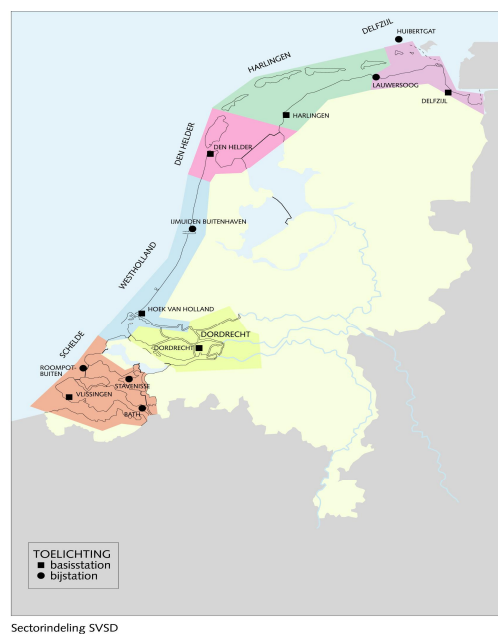 DELFZIJL
HUIBERTGAT
HARLINGEN
LAUWERSOOG
DELFZIJL
HARLINGEN
DEN HELDER
DEN HELDER
IJMUIDEN BUITENHAVEN
WESTHOLLAND
HOEK VAN HOLLAND
SCHELDE
DORDRECHT
DORDRECHT
ROOMPOT-
BUITEN
STAVENISSE
VLISSINGEN
BATH
TOELICHTING
basisstation
bijstation
Sectorindeling SVSD